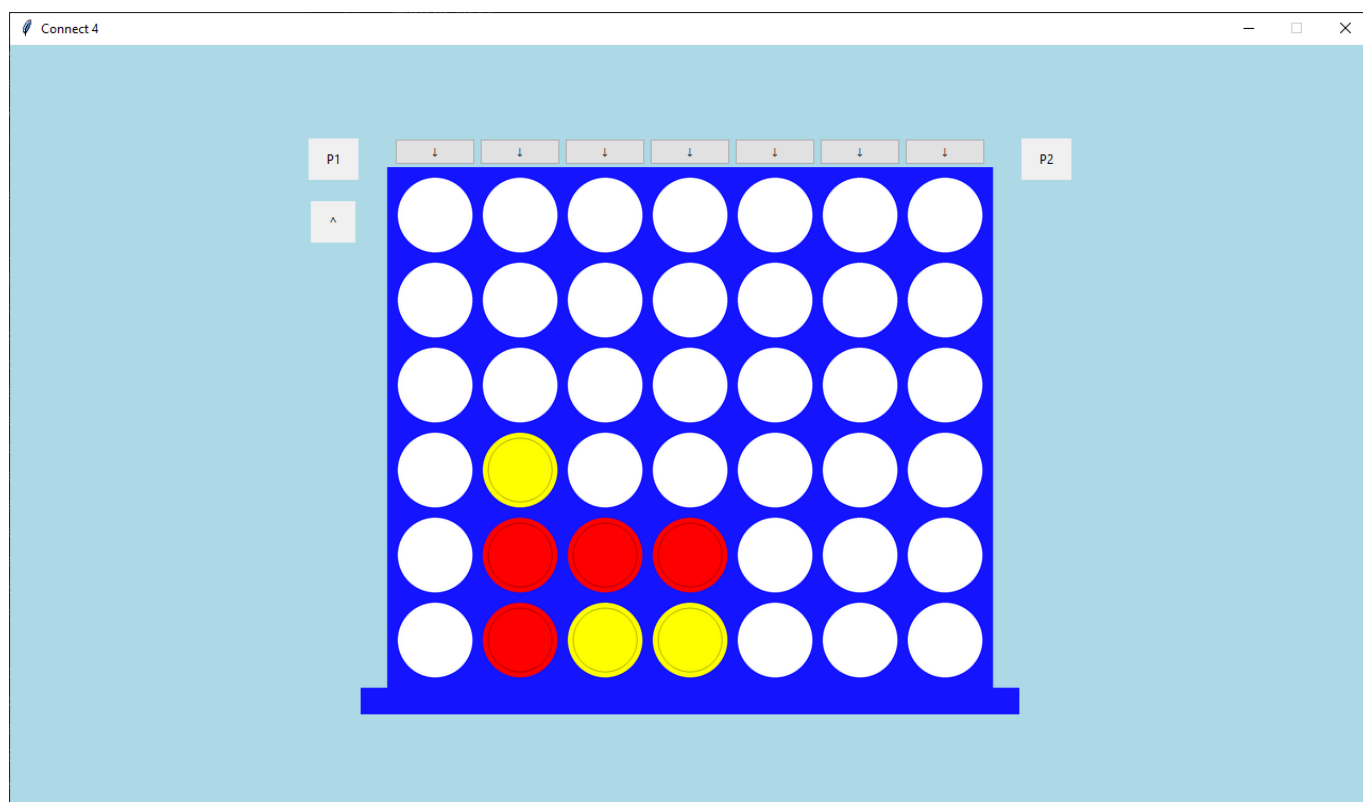 Connect 4
P1
↓ ↓ ↓ ↓ ↓ ↓ ↓
P2
^